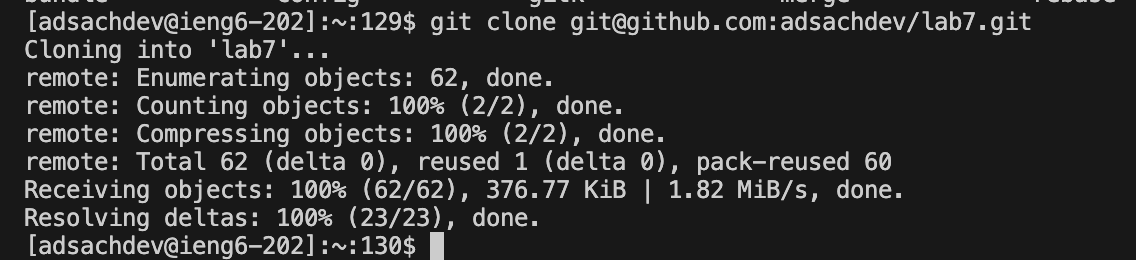 [adsachdev@ieng6-202]:~:129$ git clone git@github.com:adsachdev/lab7.git
Cloning into 'lab7'...
remote: Enumerating objects: 62, done.
remote: Counting objects: 100% (2/2), done.
remote: Compressing objects: 100% (2/2), done.
remote: Total 62 (delta 0), reused 1 (delta 0), pack-reused 60
Receiving objects: 100% (62/62), 376.77 KiB | 1.82 MiB/s, done.
Resolving deltas: 100% (23/23), done.
[adsachdev@ieng6-202]:~:130$